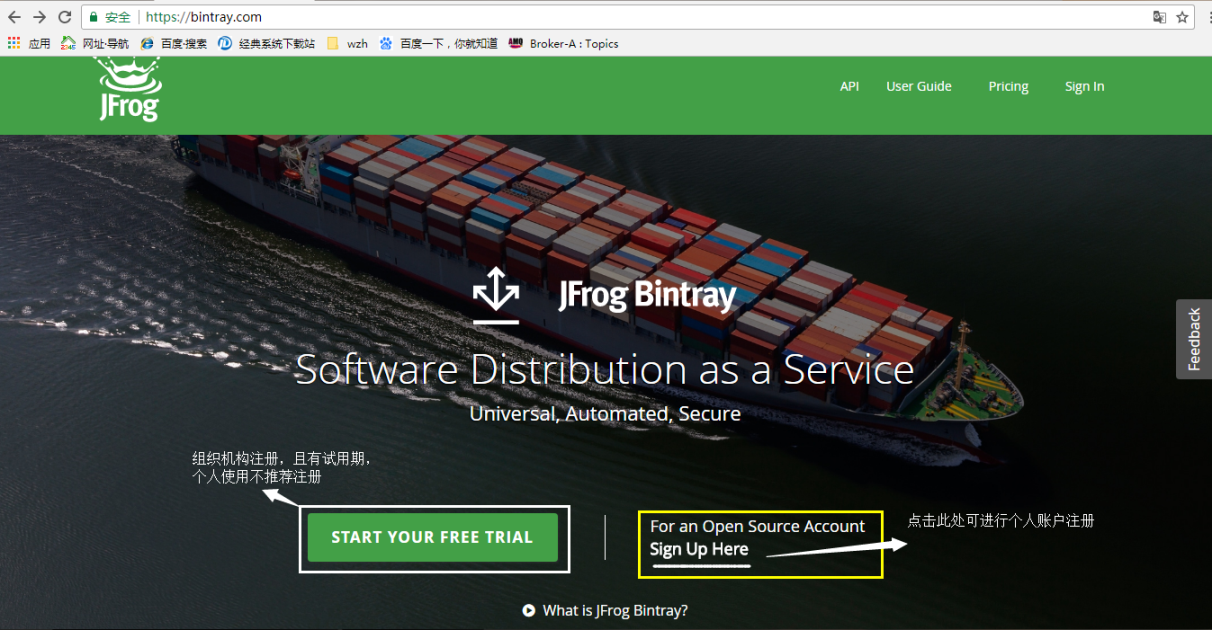 安全 | https://bintray.com
应用 网址·导航 百度·搜索 经典系统下载站 wzh 百度一下，你就知道 Broker-A : Topics
JFrog
API User Guide Pricing Sign In
JFrog Bintray
Software Distribution as a Service
Universal, Automated, Secure
Feedback
组织机构注册，且有试用期，
个人使用不推荐注册
START YOUR FREE TRIAL
For an Open Source Account
Sign Up Here
点击此处可进行个人账户注册
What is JFrog Bintray?